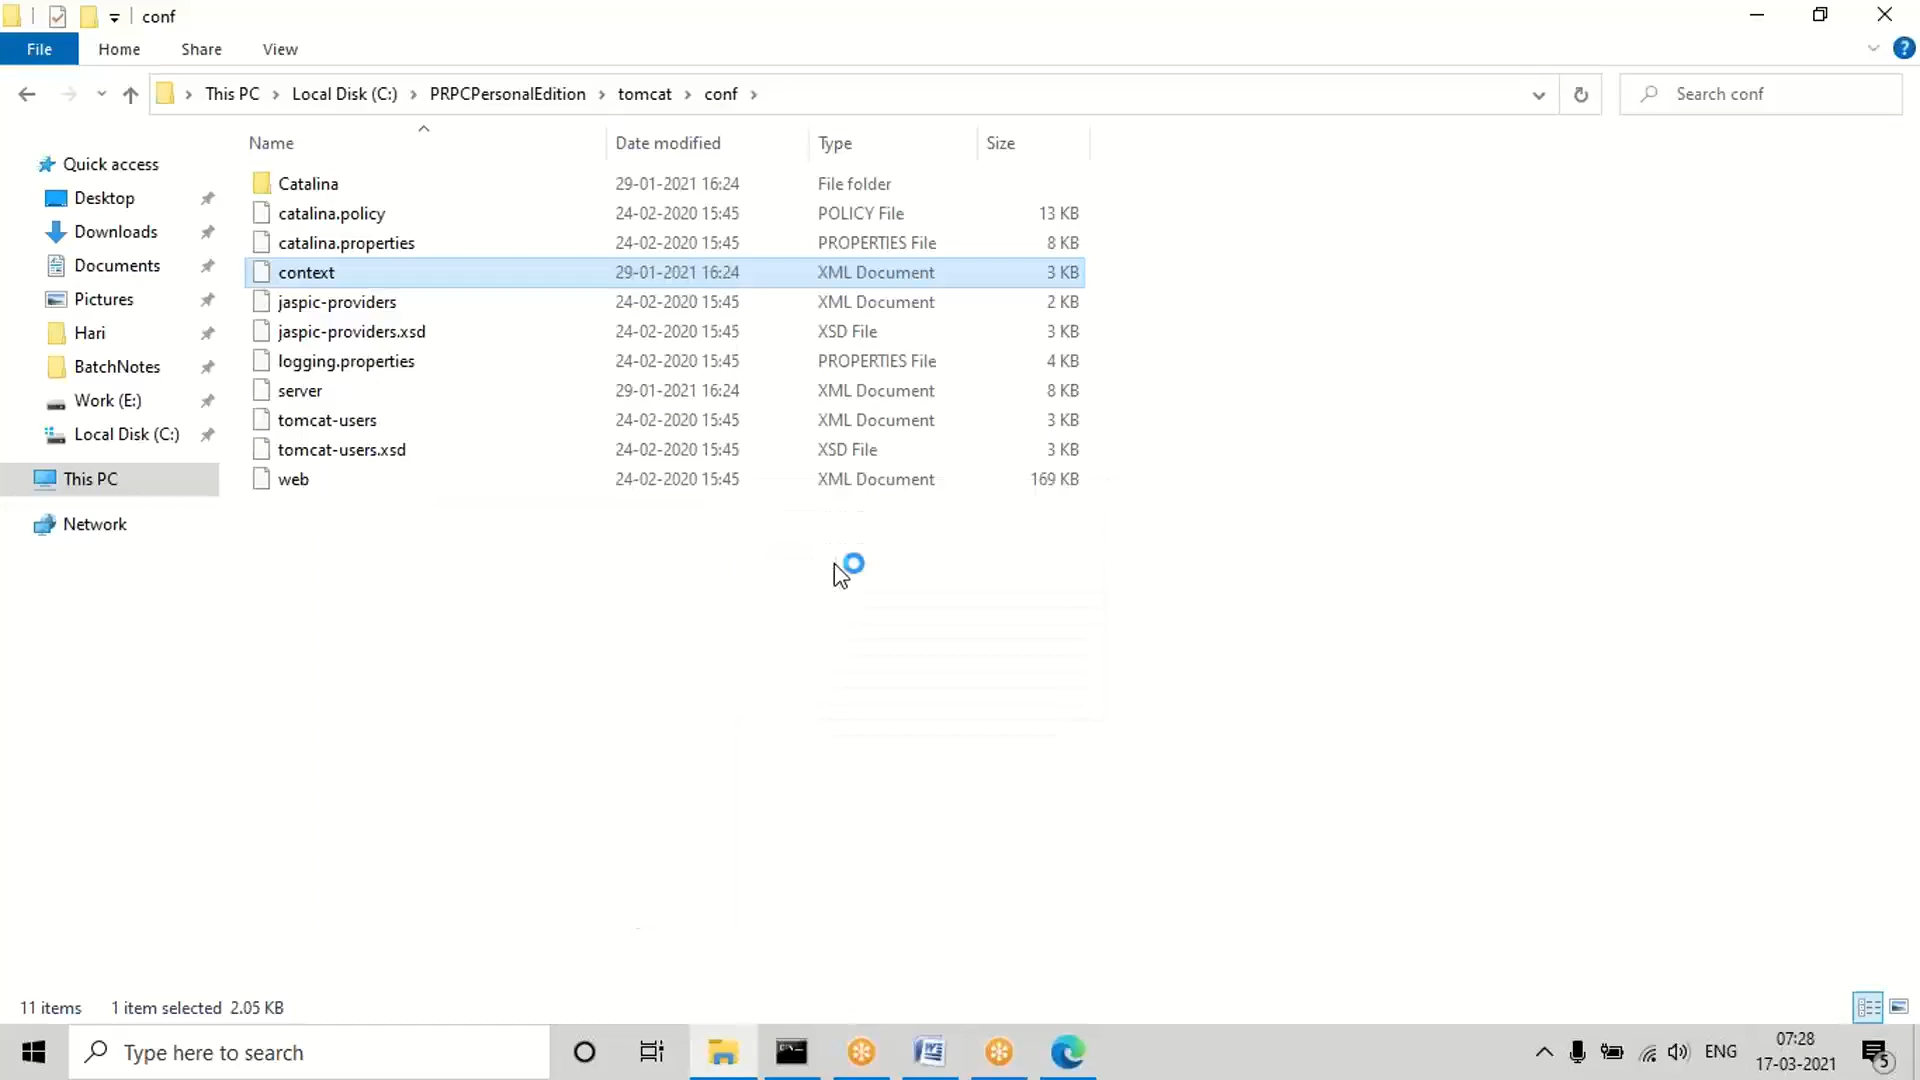 conf
File Home Share View
This PC Local Disk (C:) PRPCPersonalEdition tomcat conf
Search conf
Name Date modified Type Size
Quick access
Desktop
Downloads
Documents
Pictures
Hari
BatchNotes
Work (E:)
Local Disk (C:)
This PC
Network
Catalina 29-01-2021 16:24 File folder
catalina.policy 24-02-2020 15:45 POLICY File 13 KB
catalina.properties 24-02-2020 15:45 PROPERTIES File 8 KB
context 29-01-2021 16:24 XML Document 3 KB
jaspic-providers 24-02-2020 15:45 XML Document 2 KB
jaspic-providers.xsd 24-02-2020 15:45 XSD File 3 KB
logging.properties 24-02-2020 15:45 PROPERTIES File 4 KB
server 29-01-2021 16:24 XML Document 8 KB
tomcat-users 24-02-2020 15:45 XML Document 3 KB
tomcat-users.xsd 24-02-2020 15:45 XSD File 3 KB
web 24-02-2020 15:45 XML Document 169 KB
11 items 1 item selected 2.05 KB
Type here to search
ENG
07:28
17-03-2021
5